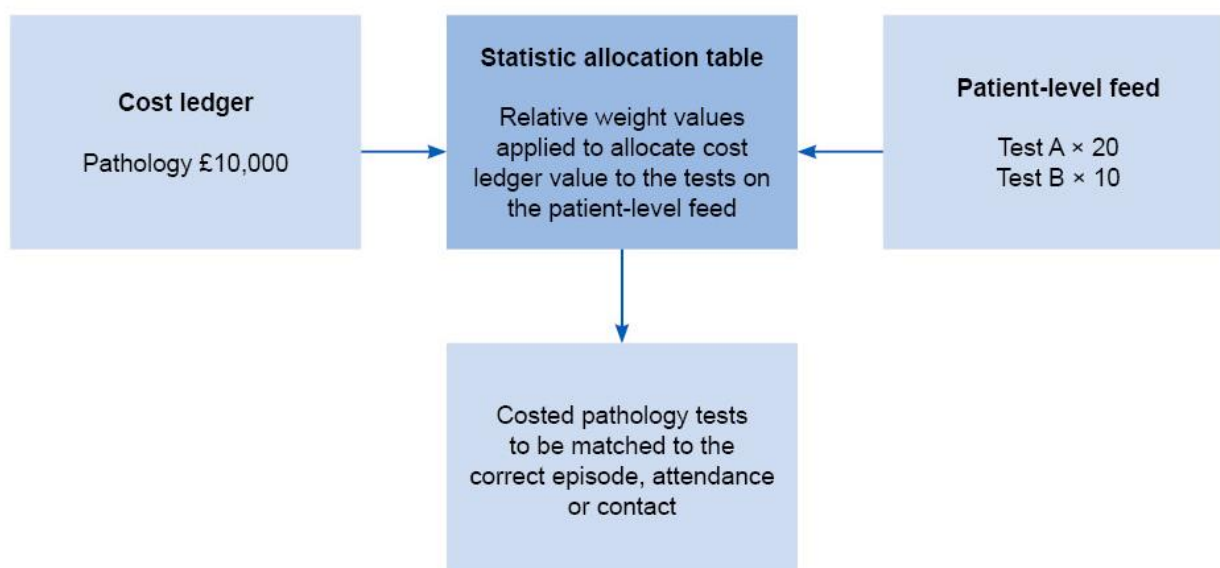 Cost ledger
Pathology £10,000
Statistic allocation table
Relative weight values
applied to allocate cost
ledger value to the tests on
the patient-level feed
Patient-level feed
Test A × 20
Test B × 10
Costed pathology tests
to be matched to the
correct episode, attendance
or contact